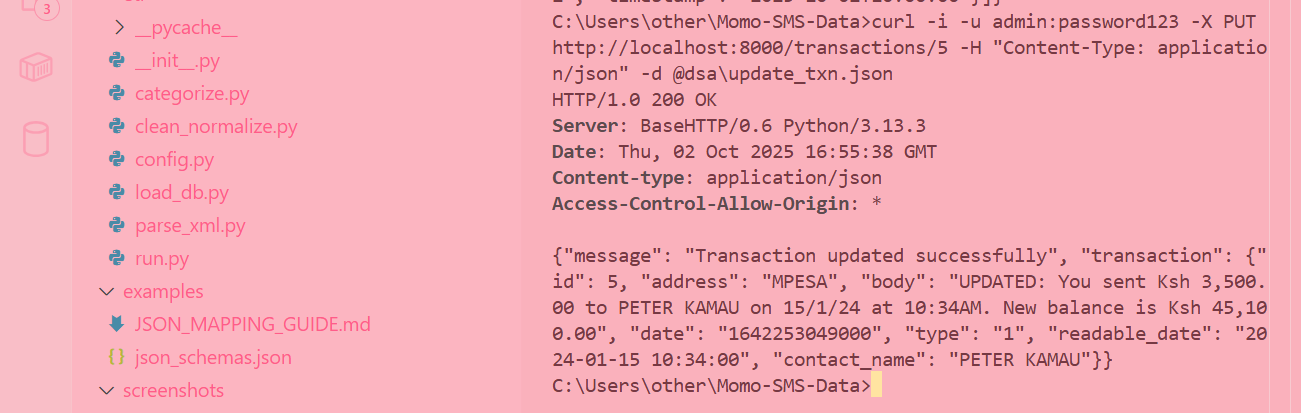 3
__pycache__
__init__.py
categorize.py
clean_normalize.py
config.py
load_db.py
parse_xml.py
run.py
examples
JSON_MAPPING_GUIDE.md
{} json_schemas.json
screenshots
C:\Users\other\Momo-SMS-Data>curl -i -u admin:password123 -X PUT
http://localhost:8000/transactions/5 -H "Content-Type: applicatio
n/json" -d @dsa\update_txn.json
HTTP/1.0 200 OK
Server: BaseHTTP/0.6 Python/3.13.3
Date: Thu, 02 Oct 2025 16:55:38 GMT
Content-type: application/json
Access-Control-Allow-Origin: *
{"message": "Transaction updated successfully", "transaction": {"
id": 5, "address": "MPESA", "body": "UPDATED: You sent Ksh 3,500.
00 to PETER KAMAU on 15/1/24 at 10:34AM. New balance is Ksh 45,10
0.00", "date": "1642253049000", "type": "1", "readable_date": "20
24-01-15 10:34:00", "contact_name": "PETER KAMAU"}}
C:\Users\other\Momo-SMS-Data>